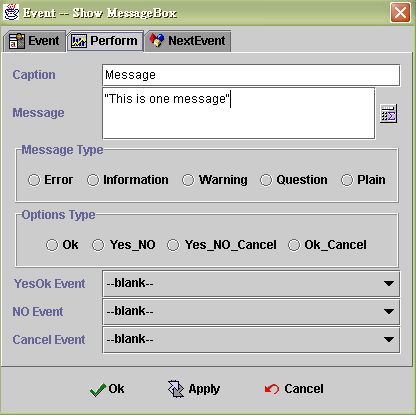 Event -- Show MessageBox
Event Perform NextEvent
Caption Message
Message "This is one message"
Message Type
Error Information Warning Question Plain
Options Type
Ok Yes_NO Yes_NO_Cancel Ok_Cancel
YesOk Event --blank--
NO Event --blank--
Cancel Event --blank--
Ok Apply Cancel